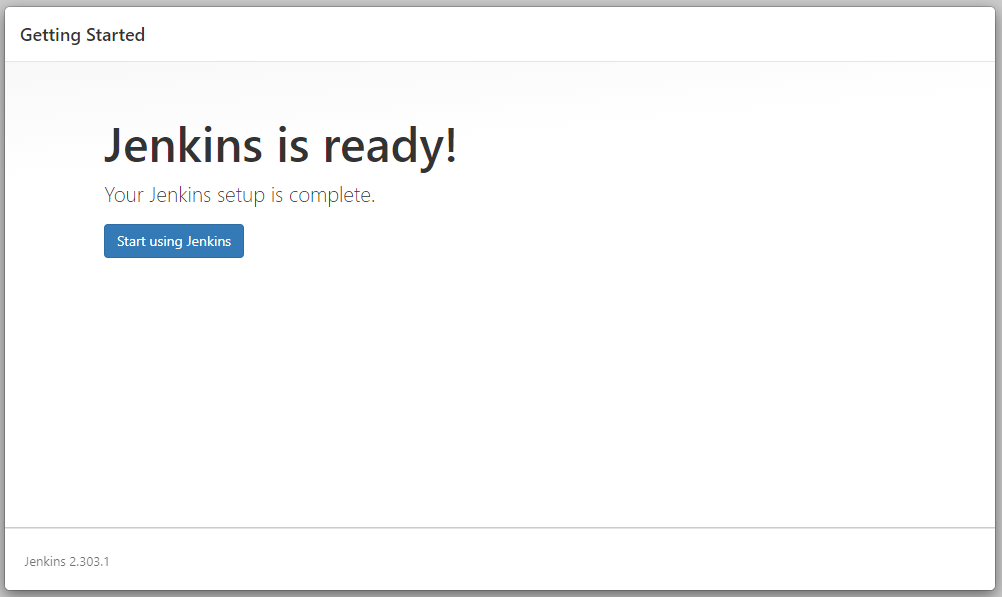 Getting Started
Jenkins is ready!
Your Jenkins setup is complete.
Start using Jenkins
Jenkins 2.303.1